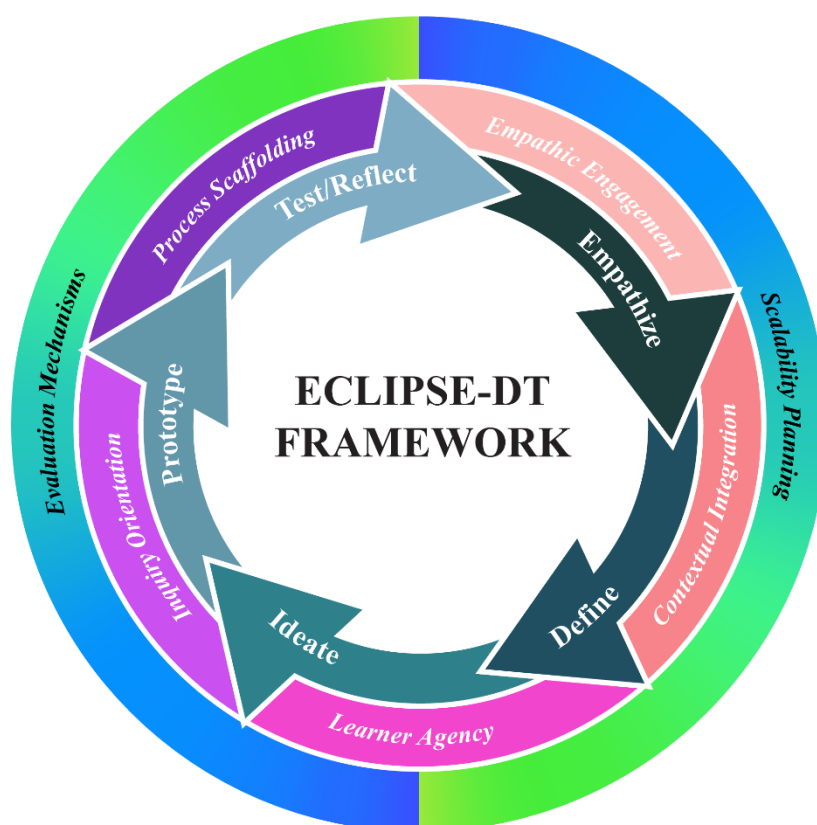 ECLIPSE-DT
FRAMEWORK
Empathic Engagement
Empathize
Contextual Integration
Define
Learner Agency
Ideate
Inquiry Orientation
Prototype
Process Scaffolding
Test/Reflect
Scalability Planning
Evaluation Mechanisms